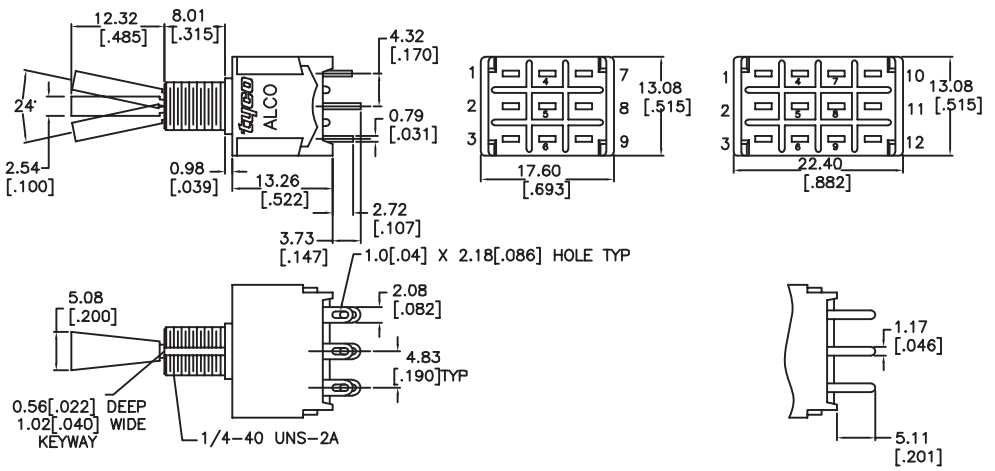 12.32
[.485]
8.01
[.315]
4.32
[.170]
24°
2.54
[.100]
tyco
ALCO
0.79
[.031]
0.98
[.039]
13.26
[.522]
2.72
[.107]
3.73
[.147]
1 4 7
2 5 8
3 6 9
13.08
[.515]
17.60
[.693]
1 4 7 10
2 5 8 11
3 6 9 12
13.08
[.515]
22.40
[.882]
1.0[.04] X 2.18[.086] HOLE TYP
5.08
[.200]
2.08
[.082]
4.83
[.190]TYP
0.56[.022] DEEP
1.02[.040] WIDE
KEYWAY
1/4-40 UNS-2A
1.17
[.046]
5.11
[.201]